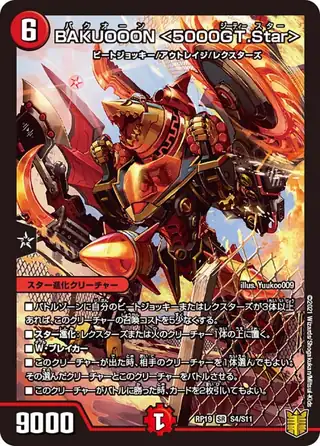 6
バクオーン ジーティー スター
BAKUOOON <5000GT.Star>
ビートジョッキー/アウトレイジ/レクスターズ
illus. Yuukoo009
スター進化クリーチャー
■バトルゾーンに自分のビートジョッキーまたはレクスターズが3体以上
あれば、このクリーチャーの召喚コストを5少なくする。
■スター進化:レクスターズまたは火のクリーチャー1体の上に置く。
■W・ブレイカー
■このクリーチャーが出た時、相手のクリーチャーを1体選んでもよい。
その選んだクリーチャーとこのクリーチャーをバトルさせる。
■このクリーチャーがバトルに勝った時、カードを2枚引いてもよい。
9000
1
RP19 SR S4/S11
©2021 Wizards/Shogakukan/Mitsui-Kids